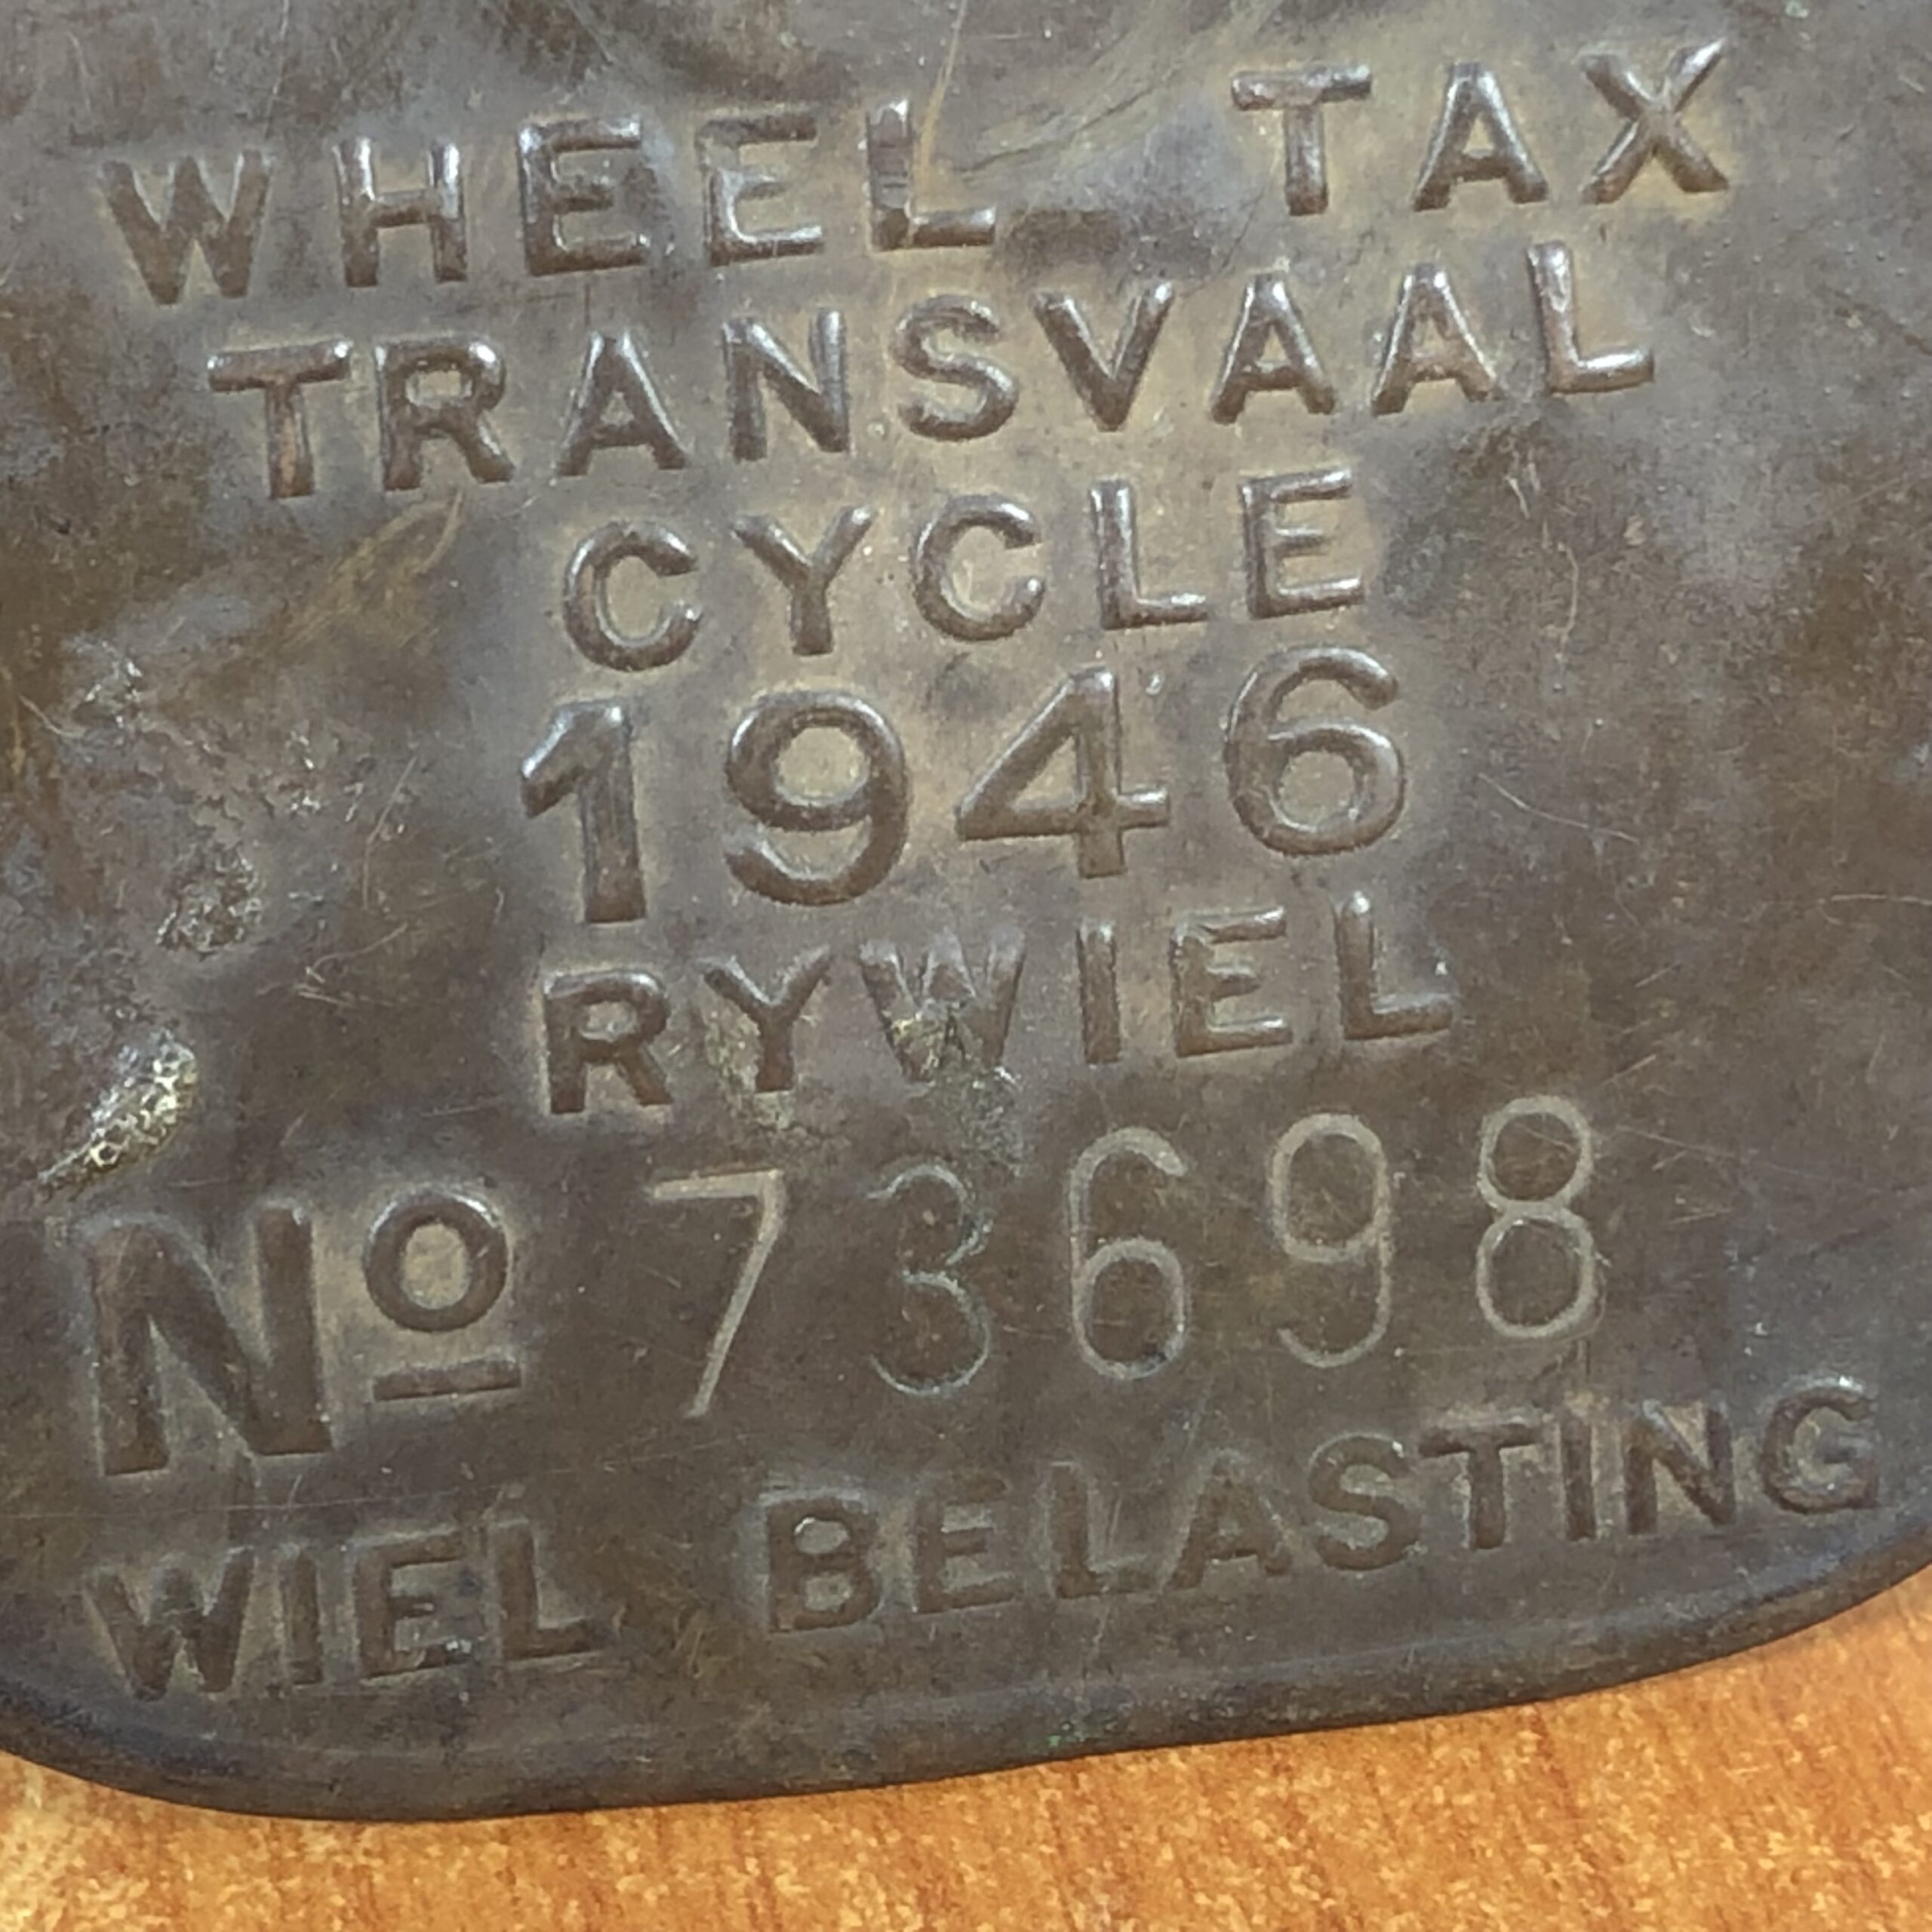 WHEEL TAX
TRANSVAAL
CYCLE
1946
RYWIEL
Nº 73698
WIEL BELASTING